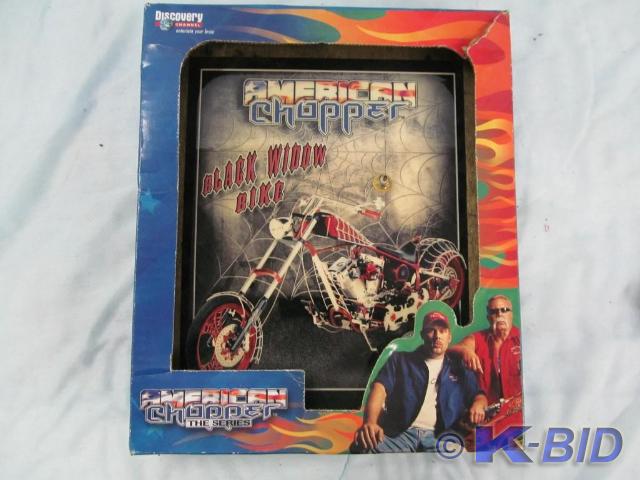 Discovery
CHANNEL
entertain your brain
AMERICAN
Chopper
BLACK WIDOW
BIKE
AMERICAN
Chopper
THE SERIES
© K-BID